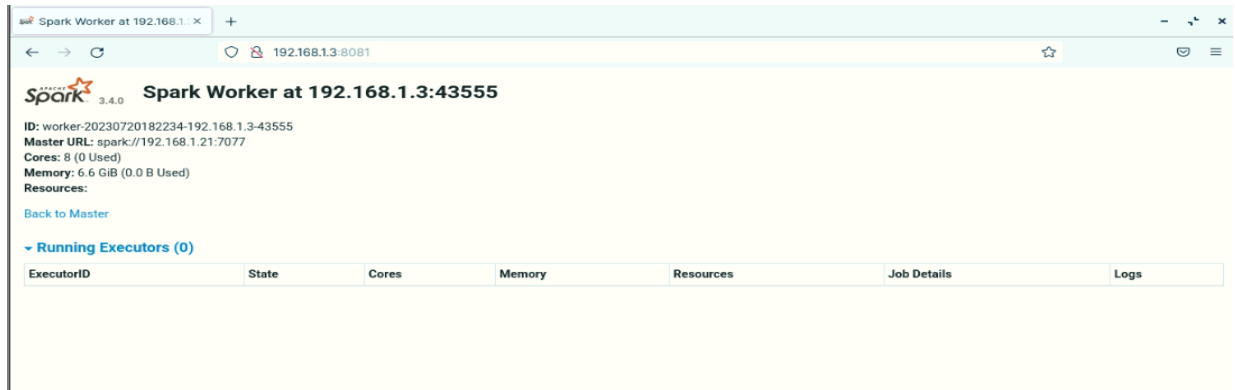 Spark Worker at 192.168.1.
192.168.1.3:8081
APACHE
Spark 3.4.0 Spark Worker at 192.168.1.3:43555
ID: worker-20230720182234-192.168.1.3-43555
Master URL: spark://192.168.1.21:7077
Cores: 8 (0 Used)
Memory: 6.6 GiB (0.0 B Used)
Resources:
Back to Master
Running Executors (0)
ExecutorID State Cores Memory Resources Job Details Logs